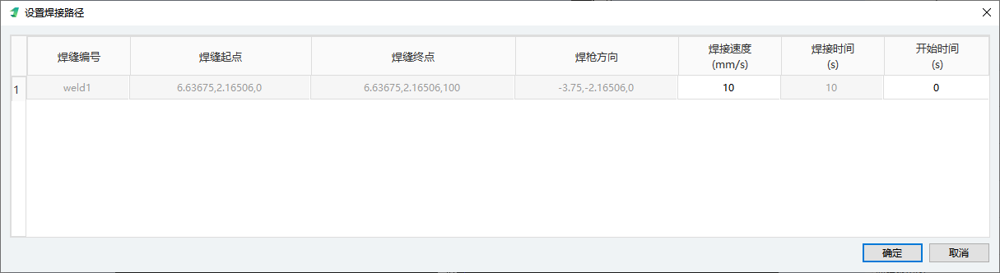 设置焊接路径
焊缝编号 焊缝起点 焊缝终点 焊枪方向 焊接速度 (mm/s) 焊接时间 (s) 开始时间 (s)
1 weld1 6.63675,2.16506,0 6.63675,2.16506,100 -3.75,-2.16506,0 10 10 0
确定 取消